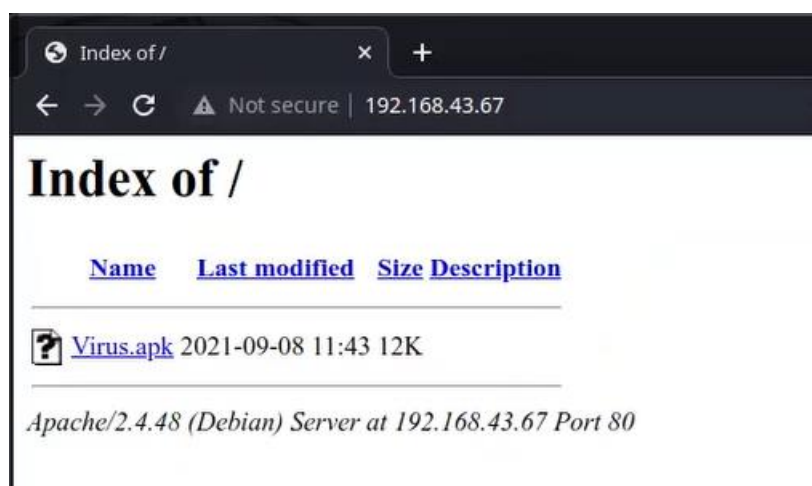 Index of /
Not secure | 192.168.43.67
Index of /
Name Last modified Size Description
Virus.apk 2021-09-08 11:43 12K
Apache/2.4.48 (Debian) Server at 192.168.43.67 Port 80